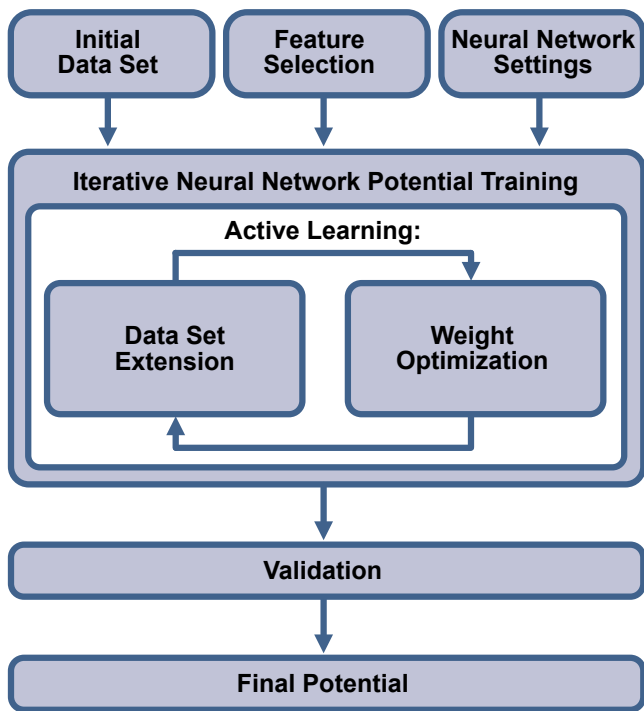 Initial
Data Set
Feature
Selection
Neural Network
Settings
Iterative Neural Network Potential Training
Active Learning:
Data Set
Extension
Weight
Optimization
Validation
Final Potential